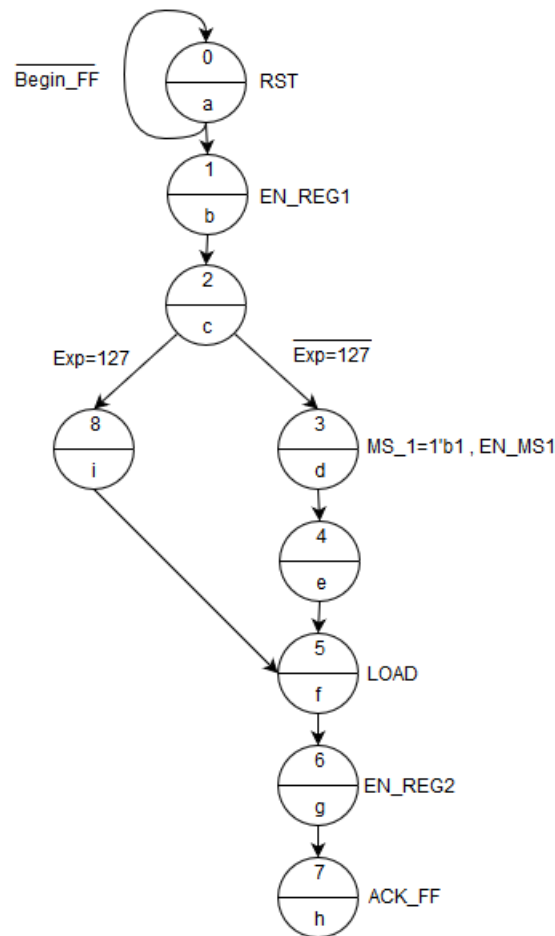 0
Begin_FF
RST
a
1
EN_REG1
b
2
c
Exp=127
Exp=127
8
i
3
MS_1=1'b1 , EN_MS1
d
4
e
5
LOAD
f
6
EN_REG2
g
7
ACK_FF
h